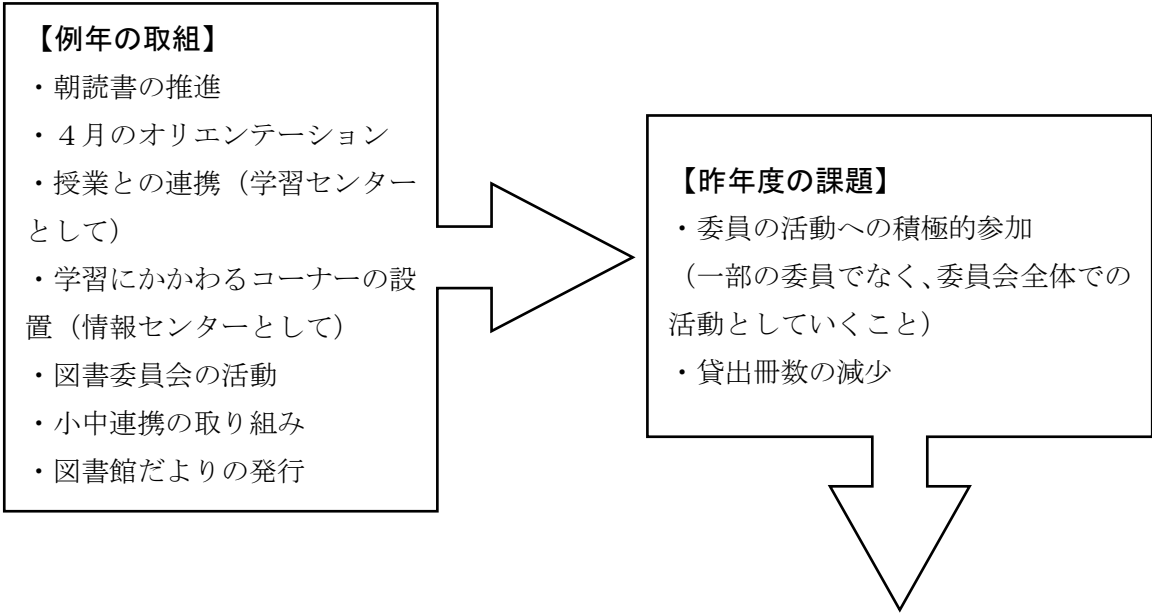 【例年の取組】
・朝読書の推進
・４月のオリエンテーション
・授業との連携（学習センター
として）
・学習にかかわるコーナーの設
置（情報センターとして）
・図書委員会の活動
・小中連携の取り組み
・図書館だよりの発行
【昨年度の課題】
・委員の活動への積極的参加
（一部の委員でなく、委員会全体での
活動としていくこと）
・貸出冊数の減少